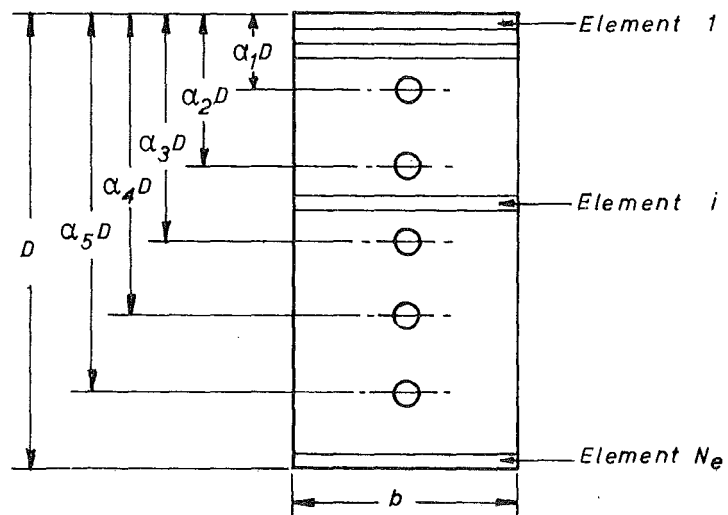 Element 1
α₁D
α₂D
α₃D
α₄D
α₅D
D
Element i
Element Nₑ
b